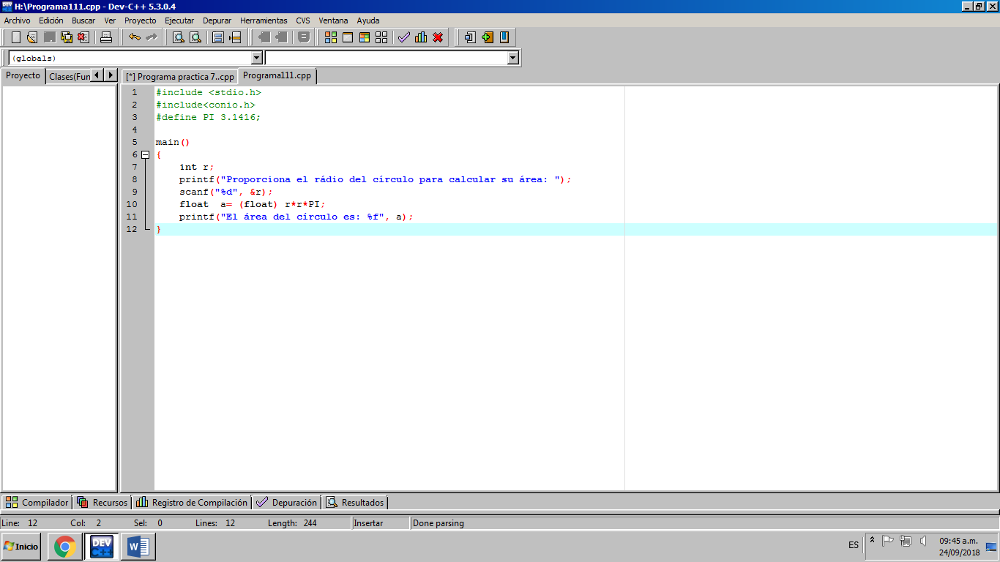 H:\Programa111.cpp - Dev-C++ 5.3.0.4
Archivo Edición Buscar Ver Proyecto Ejecutar Depurar Herramientas CVS Ventana Ayuda
(globals)
Proyecto Clases(Fun [*] Programa practica 7..cpp Programa111.cpp
1 #include <stdio.h>
2 #include<conio.h>
3 #define PI 3.1416;
4
5 main()
6 {
7 int r;
8 printf("Proporciona el rádio del círculo para calcular su área: ");
9 scanf("%d", &r);
10 float  a= (float) r*r*PI;
11 printf("El área del círculo es: %f", a);
12 }
Compilador Recursos Registro de Compilación Depuración Resultados
Line: 12 Col: 2 Sel: 0 Lines: 12 Length: 244 Insertar Done parsing
Inicio DEV C++ W ES 09:45 a.m.
24/09/2018